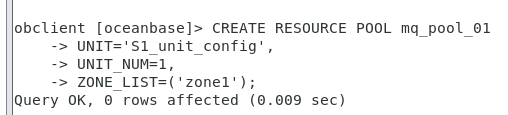 obclient [oceanbase]> CREATE RESOURCE POOL mq_pool_01
    -> UNIT='S1_unit_config',
    -> UNIT_NUM=1,
    -> ZONE_LIST=('zone1');
Query OK, 0 rows affected (0.009 sec)